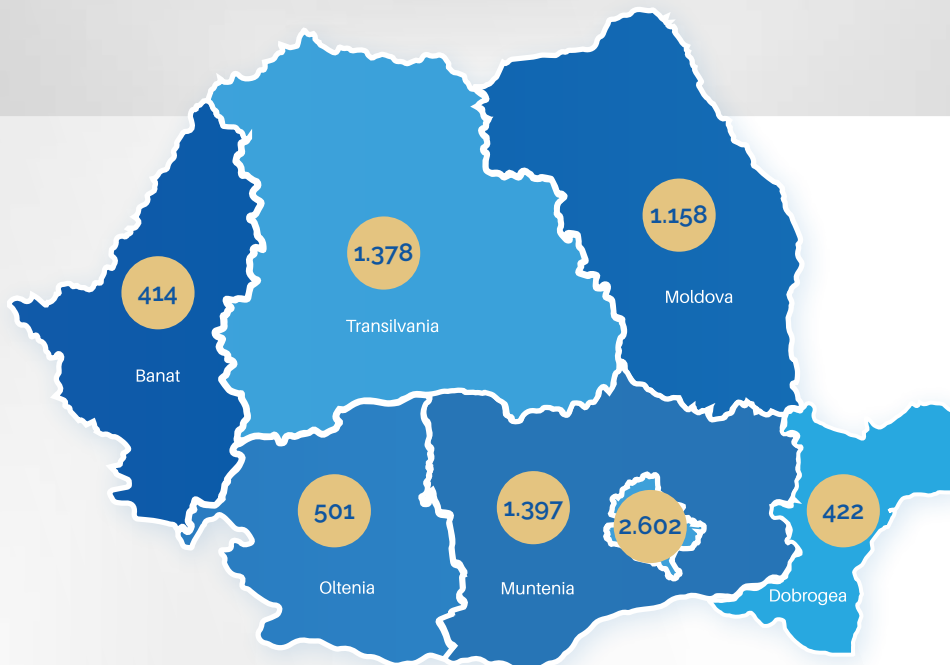 1.158
Moldova
1.378
Transilvania
414
Banat
501
Oltenia
1.397
Muntenia
2.602
422
Dobrogea